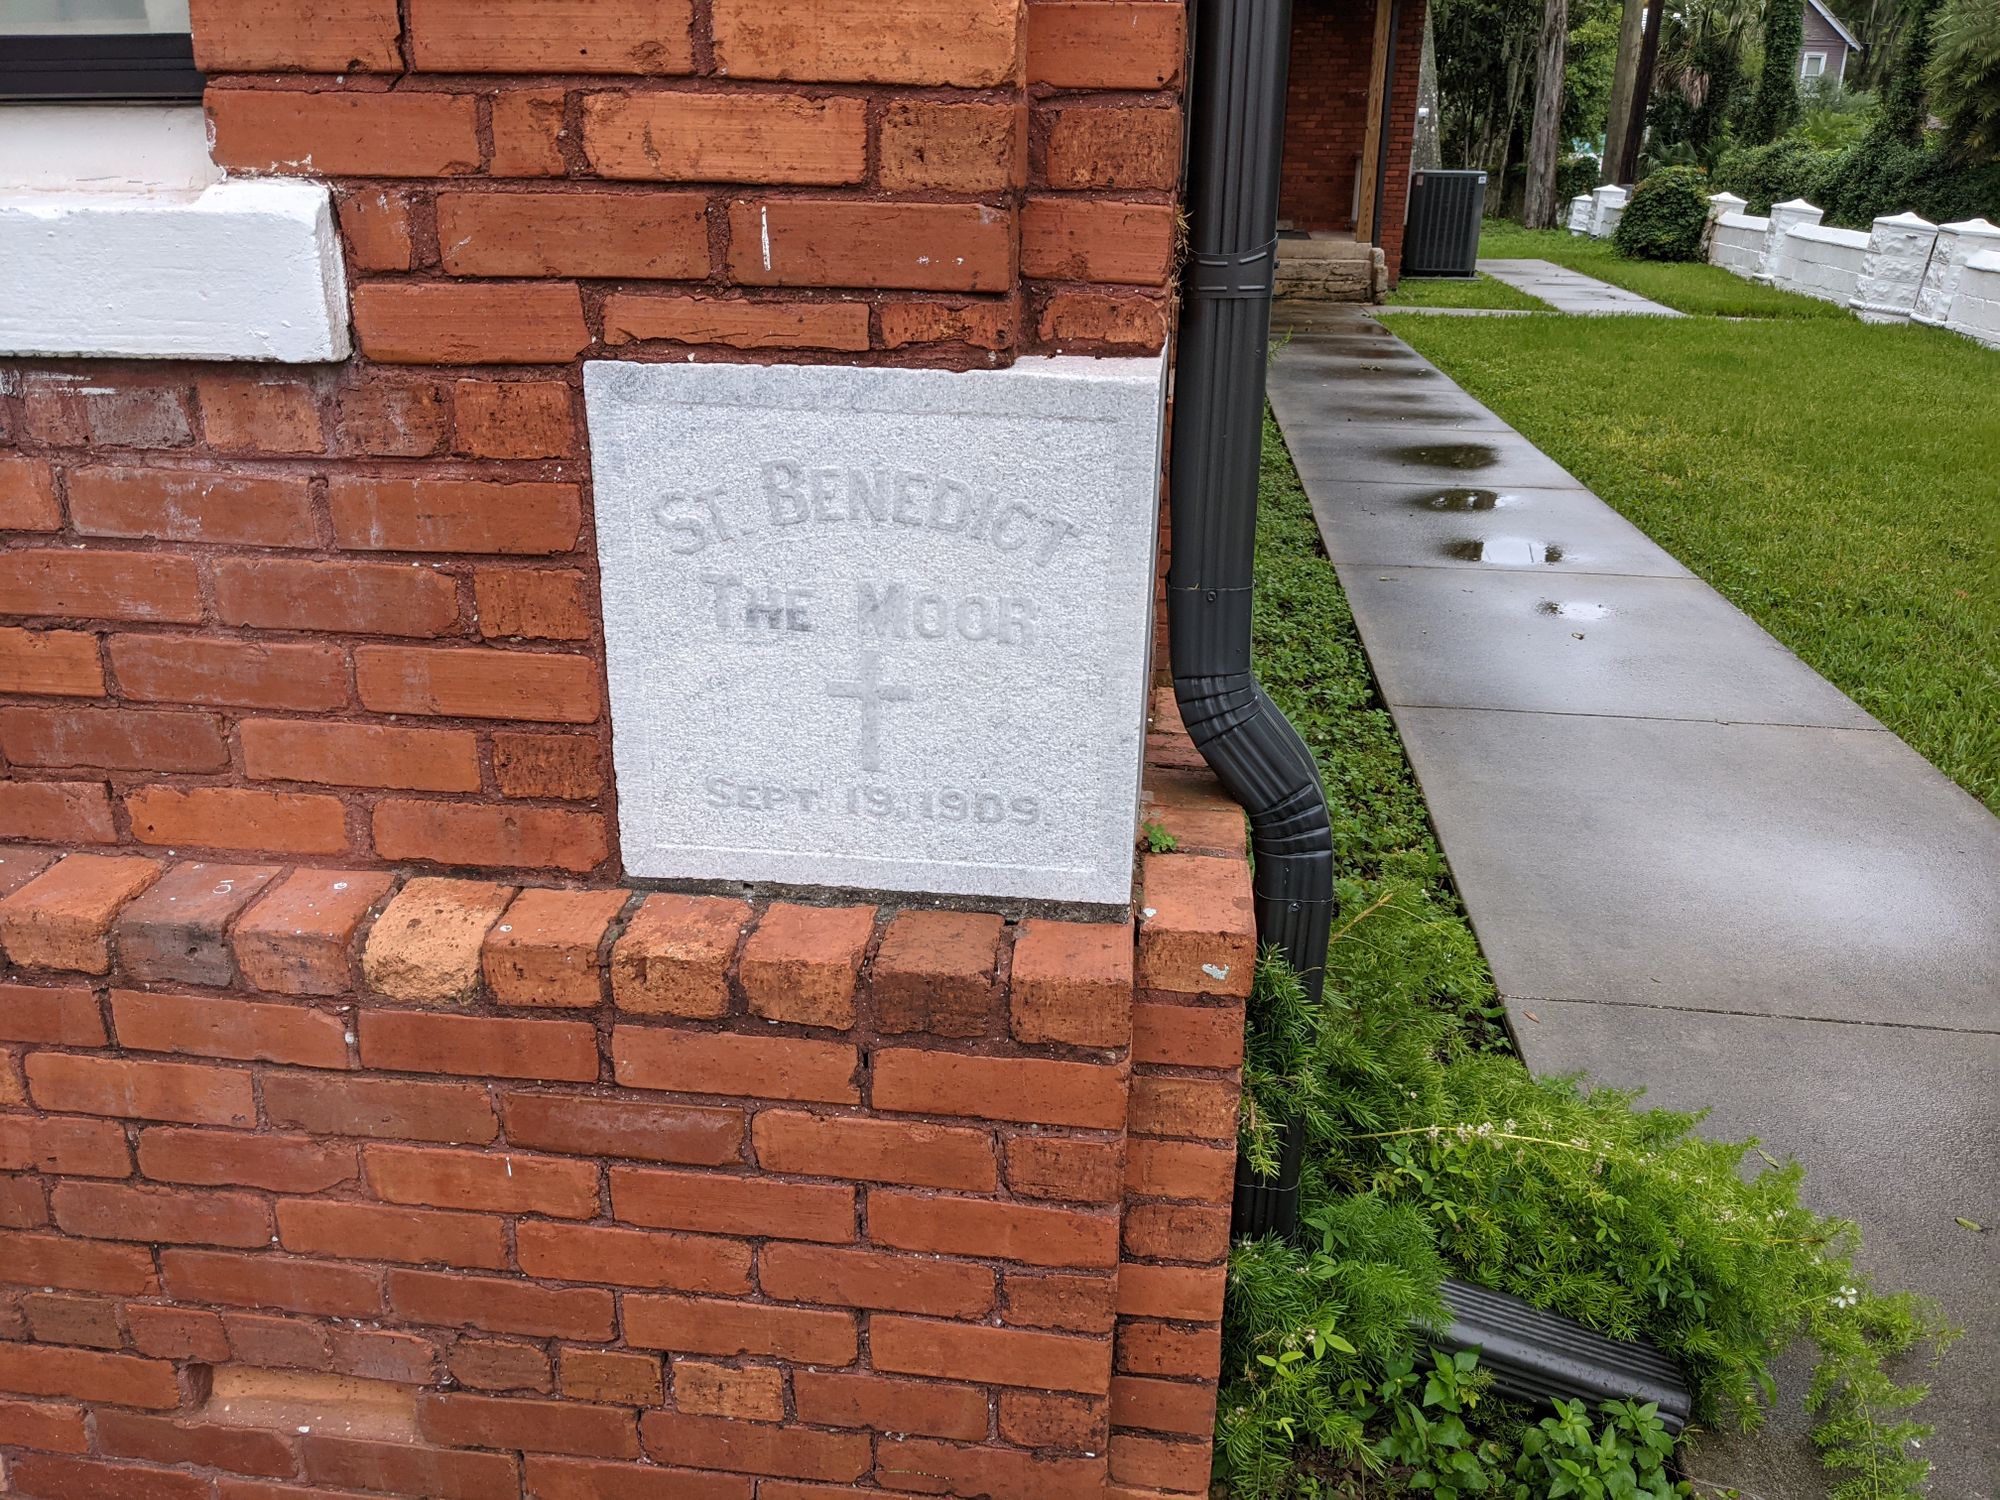 St. Benedict
The Moor
Sept. 19, 1909.